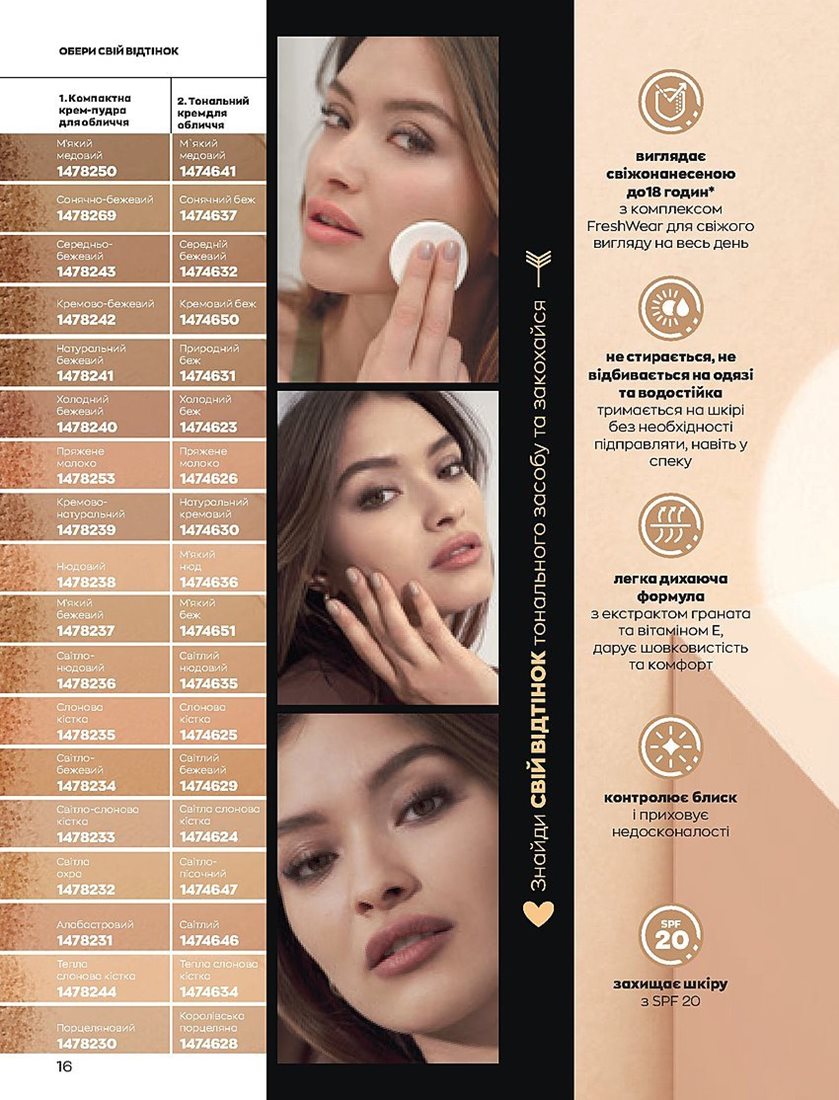 ОБЕРИ СВІЙ ВІДТІНОК
1. Компактна
крем-пудра
для обличчя
2. Тональний
кремдля
обличчя
М'який
медовий
1478250
М`який
медовий
1474641
Сонячно-бежевий
1478269
Сонячний беж
1474637
Середньо-
бежевий
1478243
Середній
бежевий
1474632
Кремово-бежевий
1478242
Кремовий беж
1474650
Натуральний
бежевий
1478241
Природний
беж
1474631
Холодний
бежевий
1478240
Холодний
беж
1474623
Пряжене
молоко
1478253
Пряжене
молоко
1474626
Кремово-
натуральний
1478239
Натуральний
кремовий
1474630
Нюдовий
1478238
М'який
нюд
1474636
М'який
бежевий
1478237
М'який
беж
1474651
Світло-
нюдовий
1478236
Світлий
нюдовий
1474635
Слонова
кістка
1478235
Слонова
кістка
1474625
Світло-
бежевий
1478234
Світлий
бежевий
1474629
Світло-слонова
кістка
1478233
Світла слонова
кістка
1474624
Світла
охра
1478232
Світло-
пісочний
1474647
Алабастровий
1478231
Світлий
1474646
Тепла
слонова кістка
1478244
Тепла слонова
кістка
1474634
Порцеляновий
1478230
Королівська
порцеляна
1474628
16
Знайди СВІЙ ВІДТІНОК тонального засобу та закохайся
виглядає
свіжонанесеною
до18 годин*
з комплексом
FreshWear для свіжого
вигляду на весь день
не стирається, не
відбивається на одязі
та водостійка
тримається на шкірі
без необхідності
підправляти, навіть у
спеку
легка дихаюча
формула
з екстрактом граната
та вітаміном Е,
дарує шовковистість
та комфорт
контролює блиск
і приховує
недосконалості
SPF
20
захищає шкіру
з SPF 20